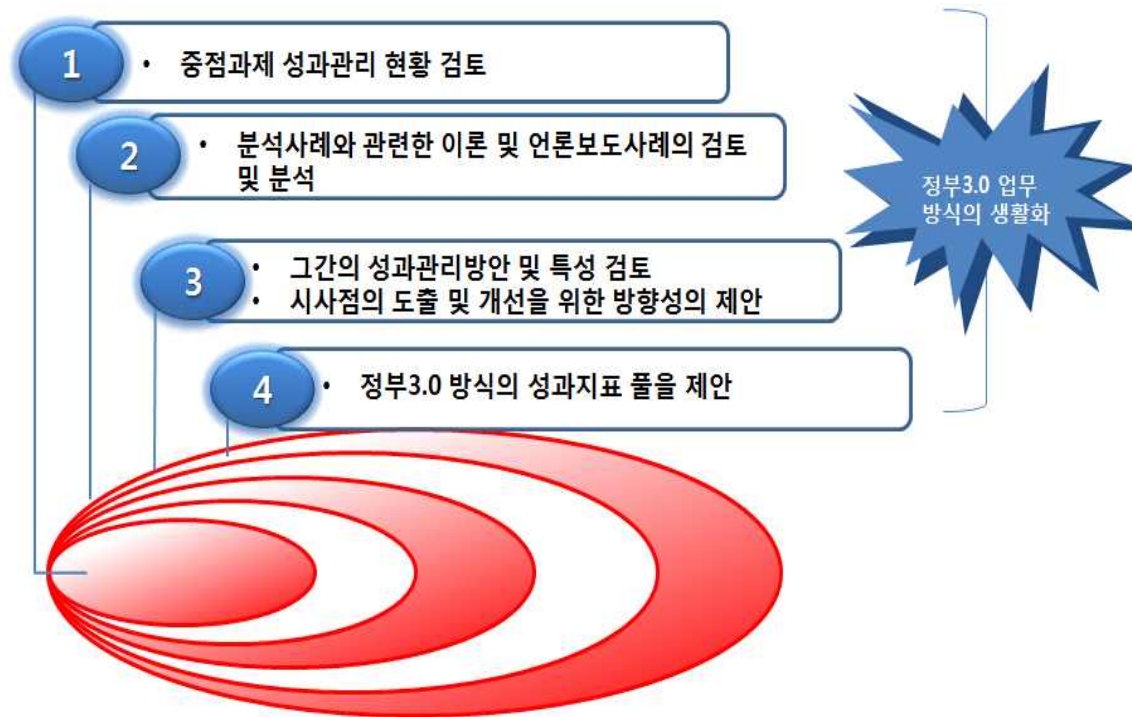 1
• 중점과제 성과관리 현황 검토
2
• 분석사례와 관련한 이론 및 언론보도사례의 검토
및 분석
3
• 그간의 성과관리방안 및 특성 검토
• 시사점의 도출 및 개선을 위한 방향성의 제안
4
• 정부3.0 방식의 성과지표 풀을 제안
정부3.0 업무
방식의 생활화